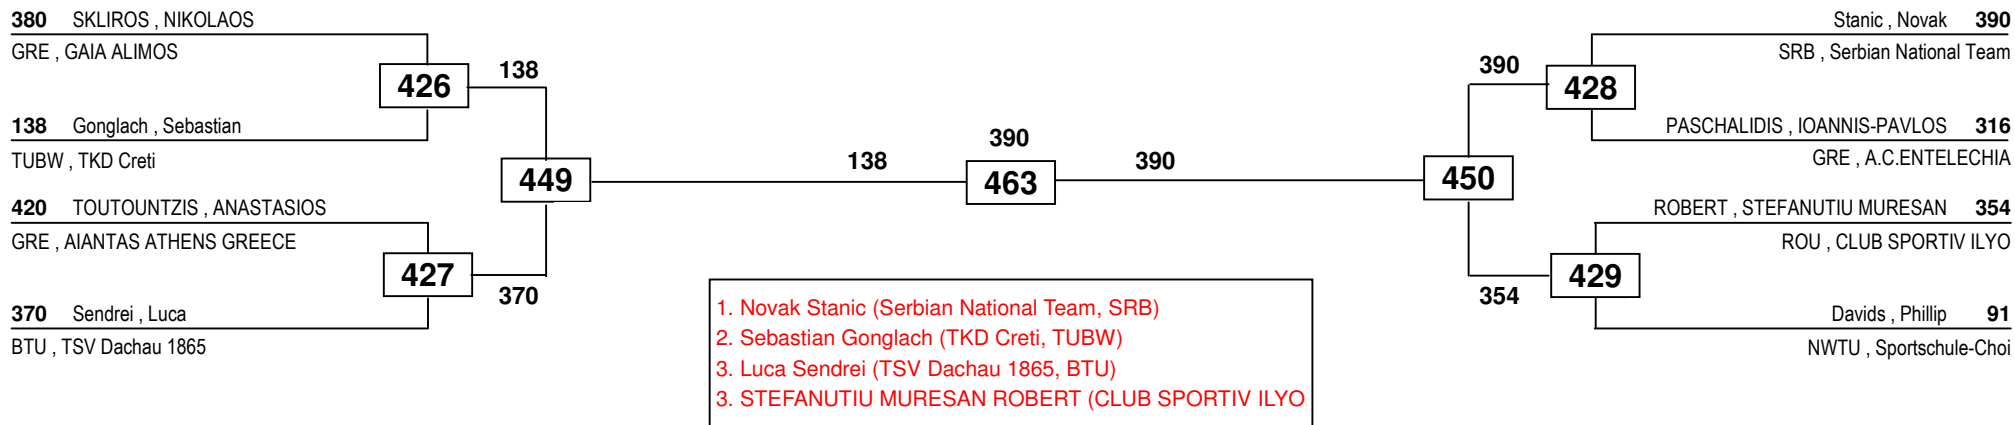 380 SKLIROS , NIKOLAOS
GRE , GAIA ALIMOS
426
138
138 Gonglach , Sebastian
TUBW , TKD Creti
449
138
420 TOUTOUNTZIS , ANASTASIOS
GRE , AIANTAS ATHENS GREECE
427
370
370 Sendrei , Luca
BTU , TSV Dachau 1865
390
463
390
Stanic , Novak 390
SRB , Serbian National Team
390
428
PASCHALIDIS , IOANNIS-PAVLOS 316
GRE , A.C.ENTELECHIA
450
ROBERT , STEFANUTIU MURESAN 354
ROU , CLUB SPORTIV ILYO
429
354
Davids , Phillip 91
NWTU , Sportschule-Choi
1. Novak Stanic (Serbian National Team, SRB)
2. Sebastian Gonglach (TKD Creti, TUBW)
3. Luca Sendrei (TSV Dachau 1865, BTU)
3. STEFANUTIU MURESAN ROBERT (CLUB SPORTIV ILYO